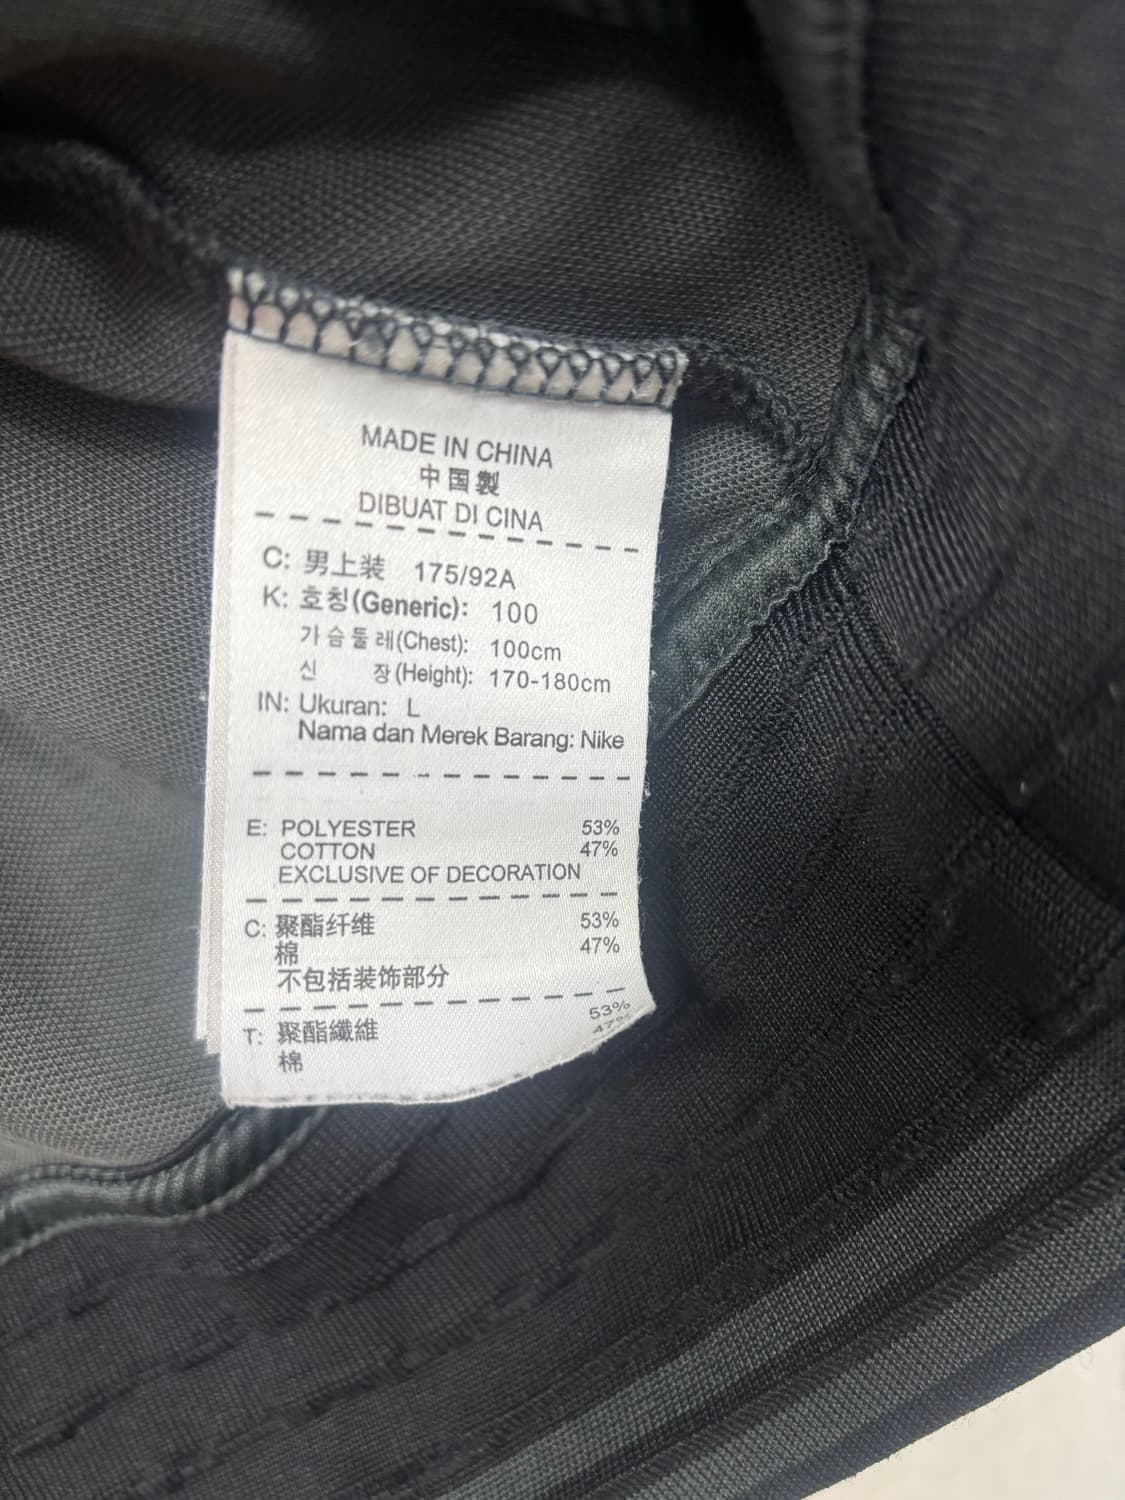 MADE IN CHINA
中国製
DIBUAT DI CINA
C: 男上装 175/92A
K: 호칭(Generic): 100
가슴둘레(Chest): 100cm
신 장(Height): 170-180cm
IN: Ukuran: L
Nama dan Merek Barang: Nike
E: POLYESTER 53%
COTTON 47%
EXCLUSIVE OF DECORATION
C: 聚酯纤维 53%
棉 47%
不包括装饰部分
T: 聚酯纖維 53%
棉 47%